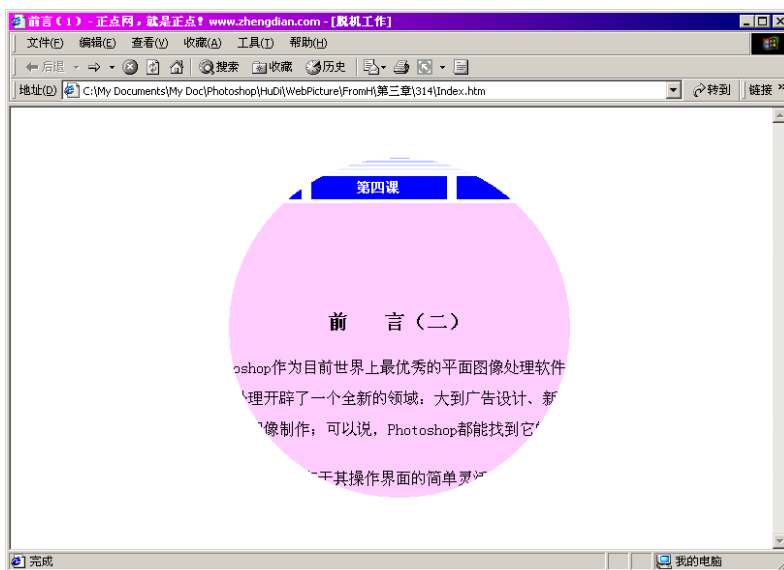 前言(1) - 正点网，就是正点! www.zhengdian.com - [脱机工作]
文件(F) 编辑(E) 查看(V) 收藏(A) 工具(T) 帮助(H)
后退 搜索 收藏 历史
地址(D) C:\My Documents\My Doc\Photoshop\HuDi\WebPicture\FromH\第三章\314\Index.htm 转到 链接 »
第四课
前 言（二）
oshop作为目前世界上最优秀的平面图像处理软件
理开辟了一个全新的领域：大到广告设计、新
像制作；可以说，Photoshop都能找到它
其操作界面的简单灵
完成 我的电脑